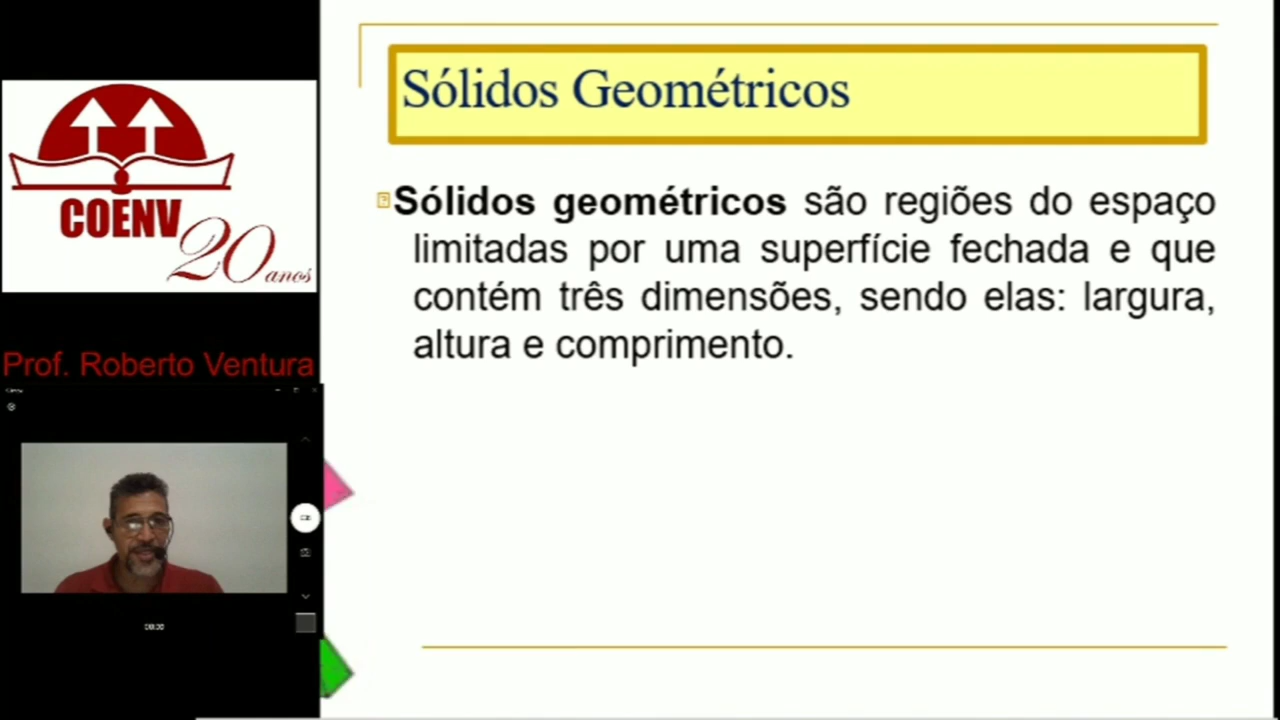 COENV
20 anos
Prof. Roberto Ventura
Sólidos Geométricos
Sólidos geométricos são regiões do espaço
limitadas por uma superfície fechada e que
contém três dimensões, sendo elas: largura,
altura e comprimento.